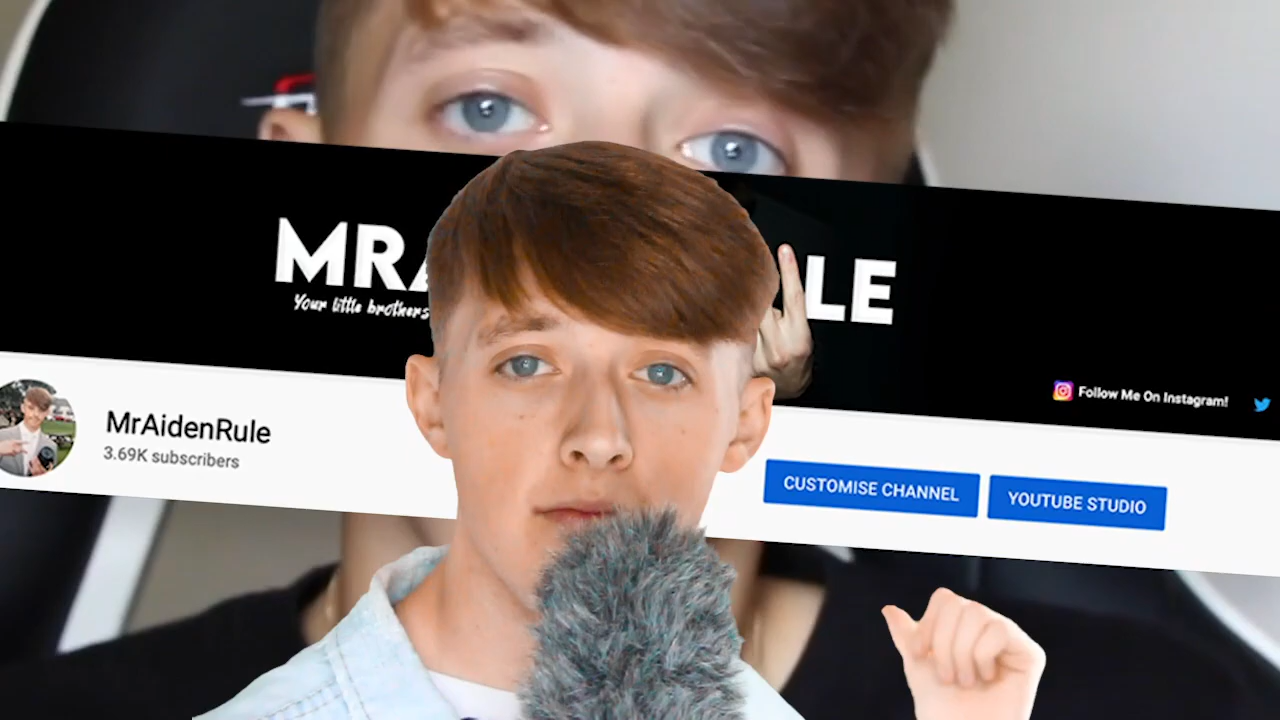 MRA LE
Your little brothers
Follow Me On Instagram!
MrAidenRule
3.69K subscribers
CUSTOMISE CHANNEL
YOUTUBE STUDIO